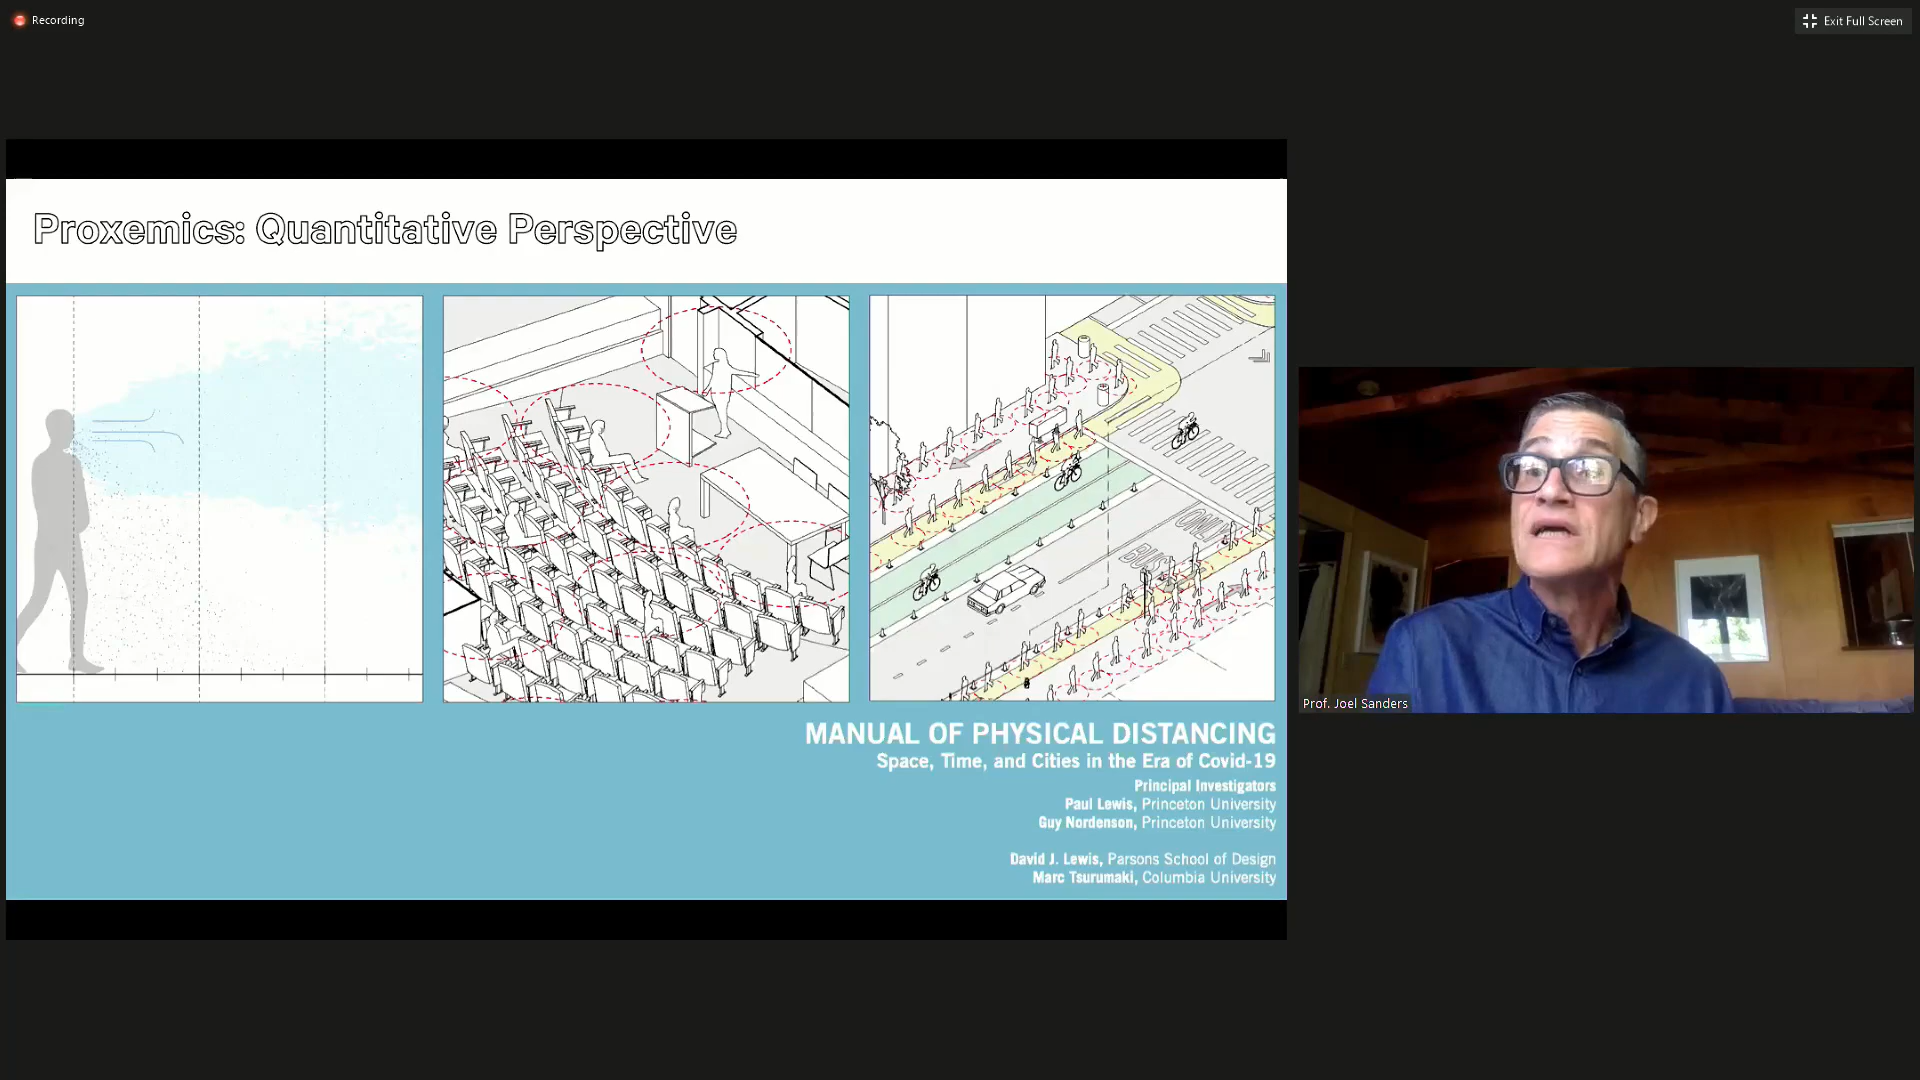 Recording
Exit Full Screen
Proxemics: Quantitative Perspective
ONLY
BUS
MANUAL OF PHYSICAL DISTANCING
Space, Time, and Cities in the Era of Covid-19
Principal Investigators
Paul Lewis, Princeton University
Guy Nordenson, Princeton University
David J. Lewis, Parsons School of Design
Marc Tsurumaki, Columbia University
Prof. Joel Sanders